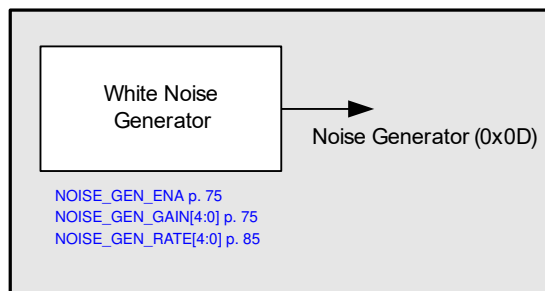 White Noise
Generator
Noise Generator (0x0D)
NOISE_GEN_ENA p. 75
NOISE_GEN_GAIN[4:0] p. 75
NOISE_GEN_RATE[4:0] p. 85